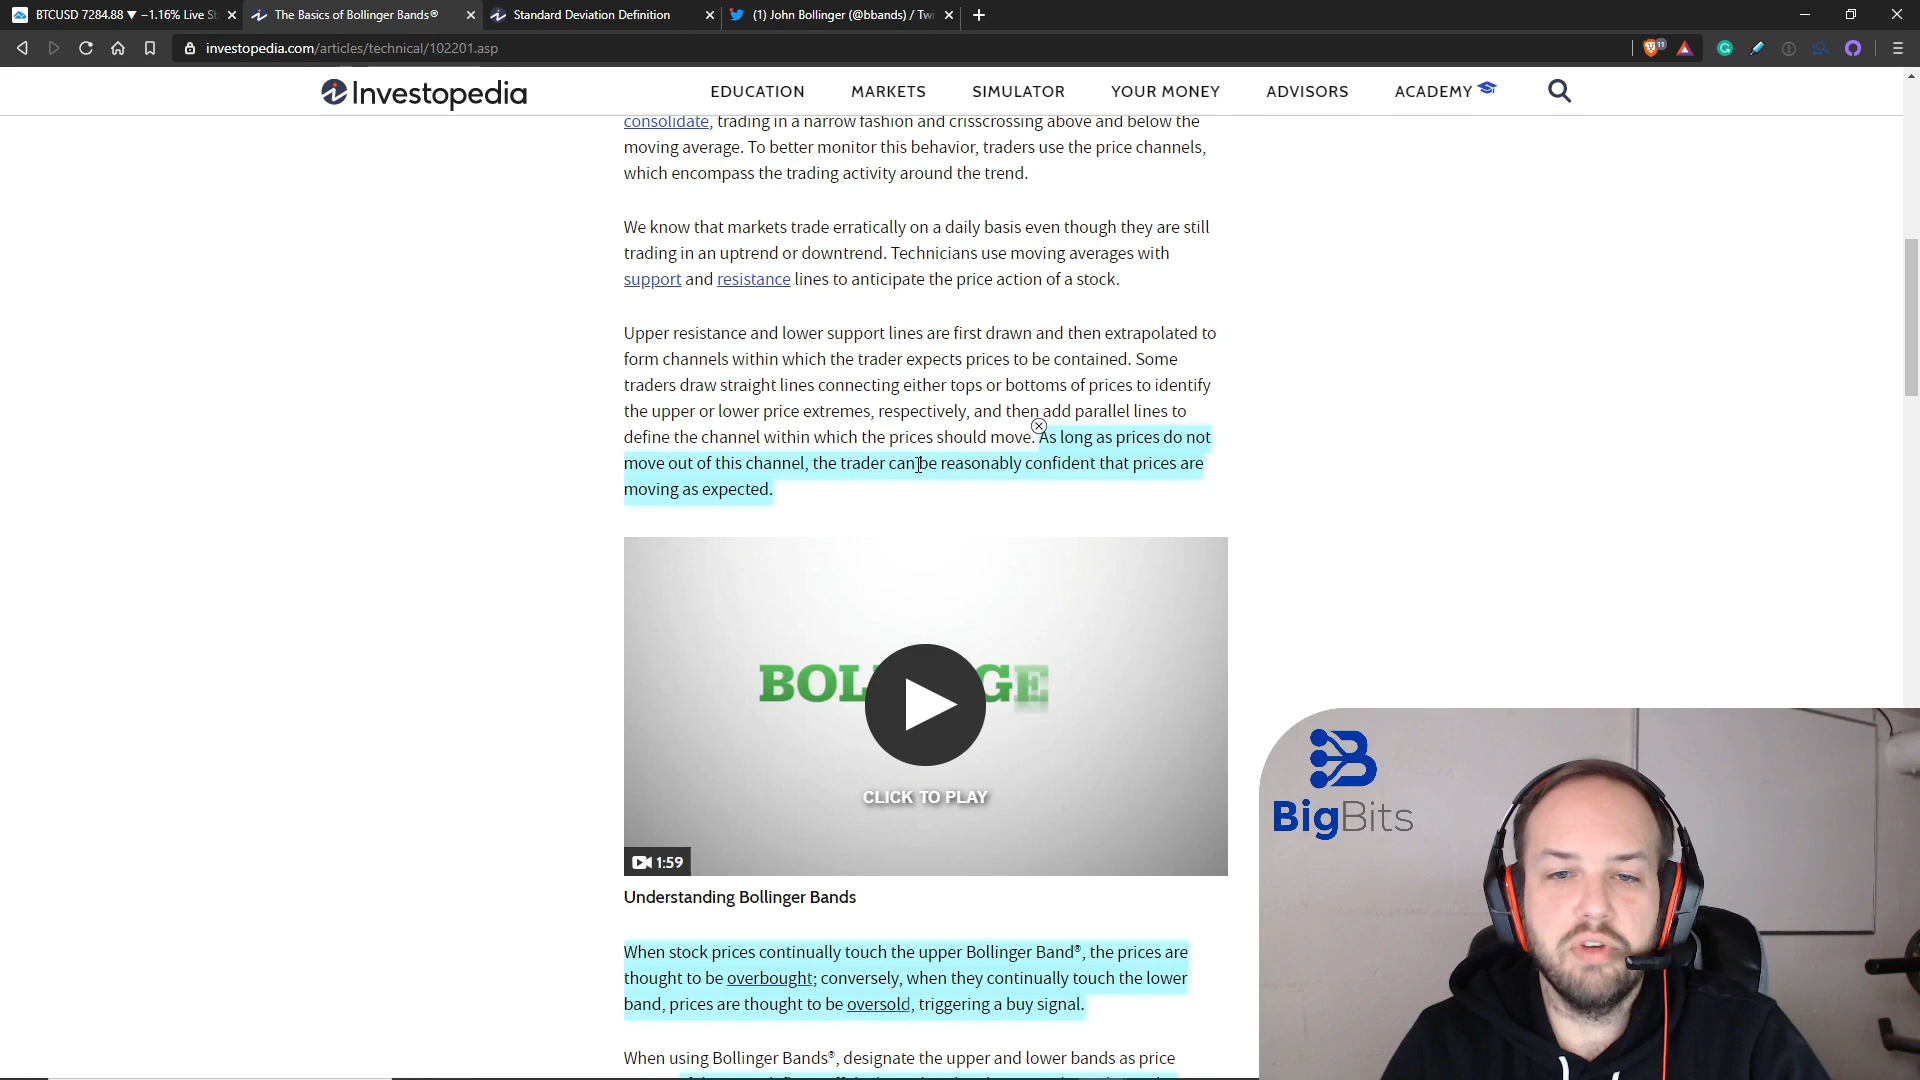 BTCUSD 7284.88 ▼ −1.16% Live St
The Basics of Bollinger Bands®
Standard Deviation Definition
(1) John Bollinger (@bbands) / Twi
investopedia.com/articles/technical/102201.asp
11
Investopedia
EDUCATION
MARKETS
SIMULATOR
YOUR MONEY
ADVISORS
ACADEMY
consolidate, trading in a narrow fashion and crisscrossing above and below the
moving average. To better monitor this behavior, traders use the price channels,
which encompass the trading activity around the trend.
We know that markets trade erratically on a daily basis even though they are still
trading in an uptrend or downtrend. Technicians use moving averages with
support and resistance lines to anticipate the price action of a stock.
Upper resistance and lower support lines are first drawn and then extrapolated to
form channels within which the trader expects prices to be contained. Some
traders draw straight lines connecting either tops or bottoms of prices to identify
the upper or lower price extremes, respectively, and then add parallel lines to
define the channel within which the prices should move. As long as prices do not
move out of this channel, the trader can be reasonably confident that prices are
moving as expected.
CLICK TO PLAY
1:59
Understanding Bollinger Bands
When stock prices continually touch the upper Bollinger Band®, the prices are
thought to be overbought; conversely, when they continually touch the lower
band, prices are thought to be oversold, triggering a buy signal.
When using Bollinger Bands®, designate the upper and lower bands as price
BigBits